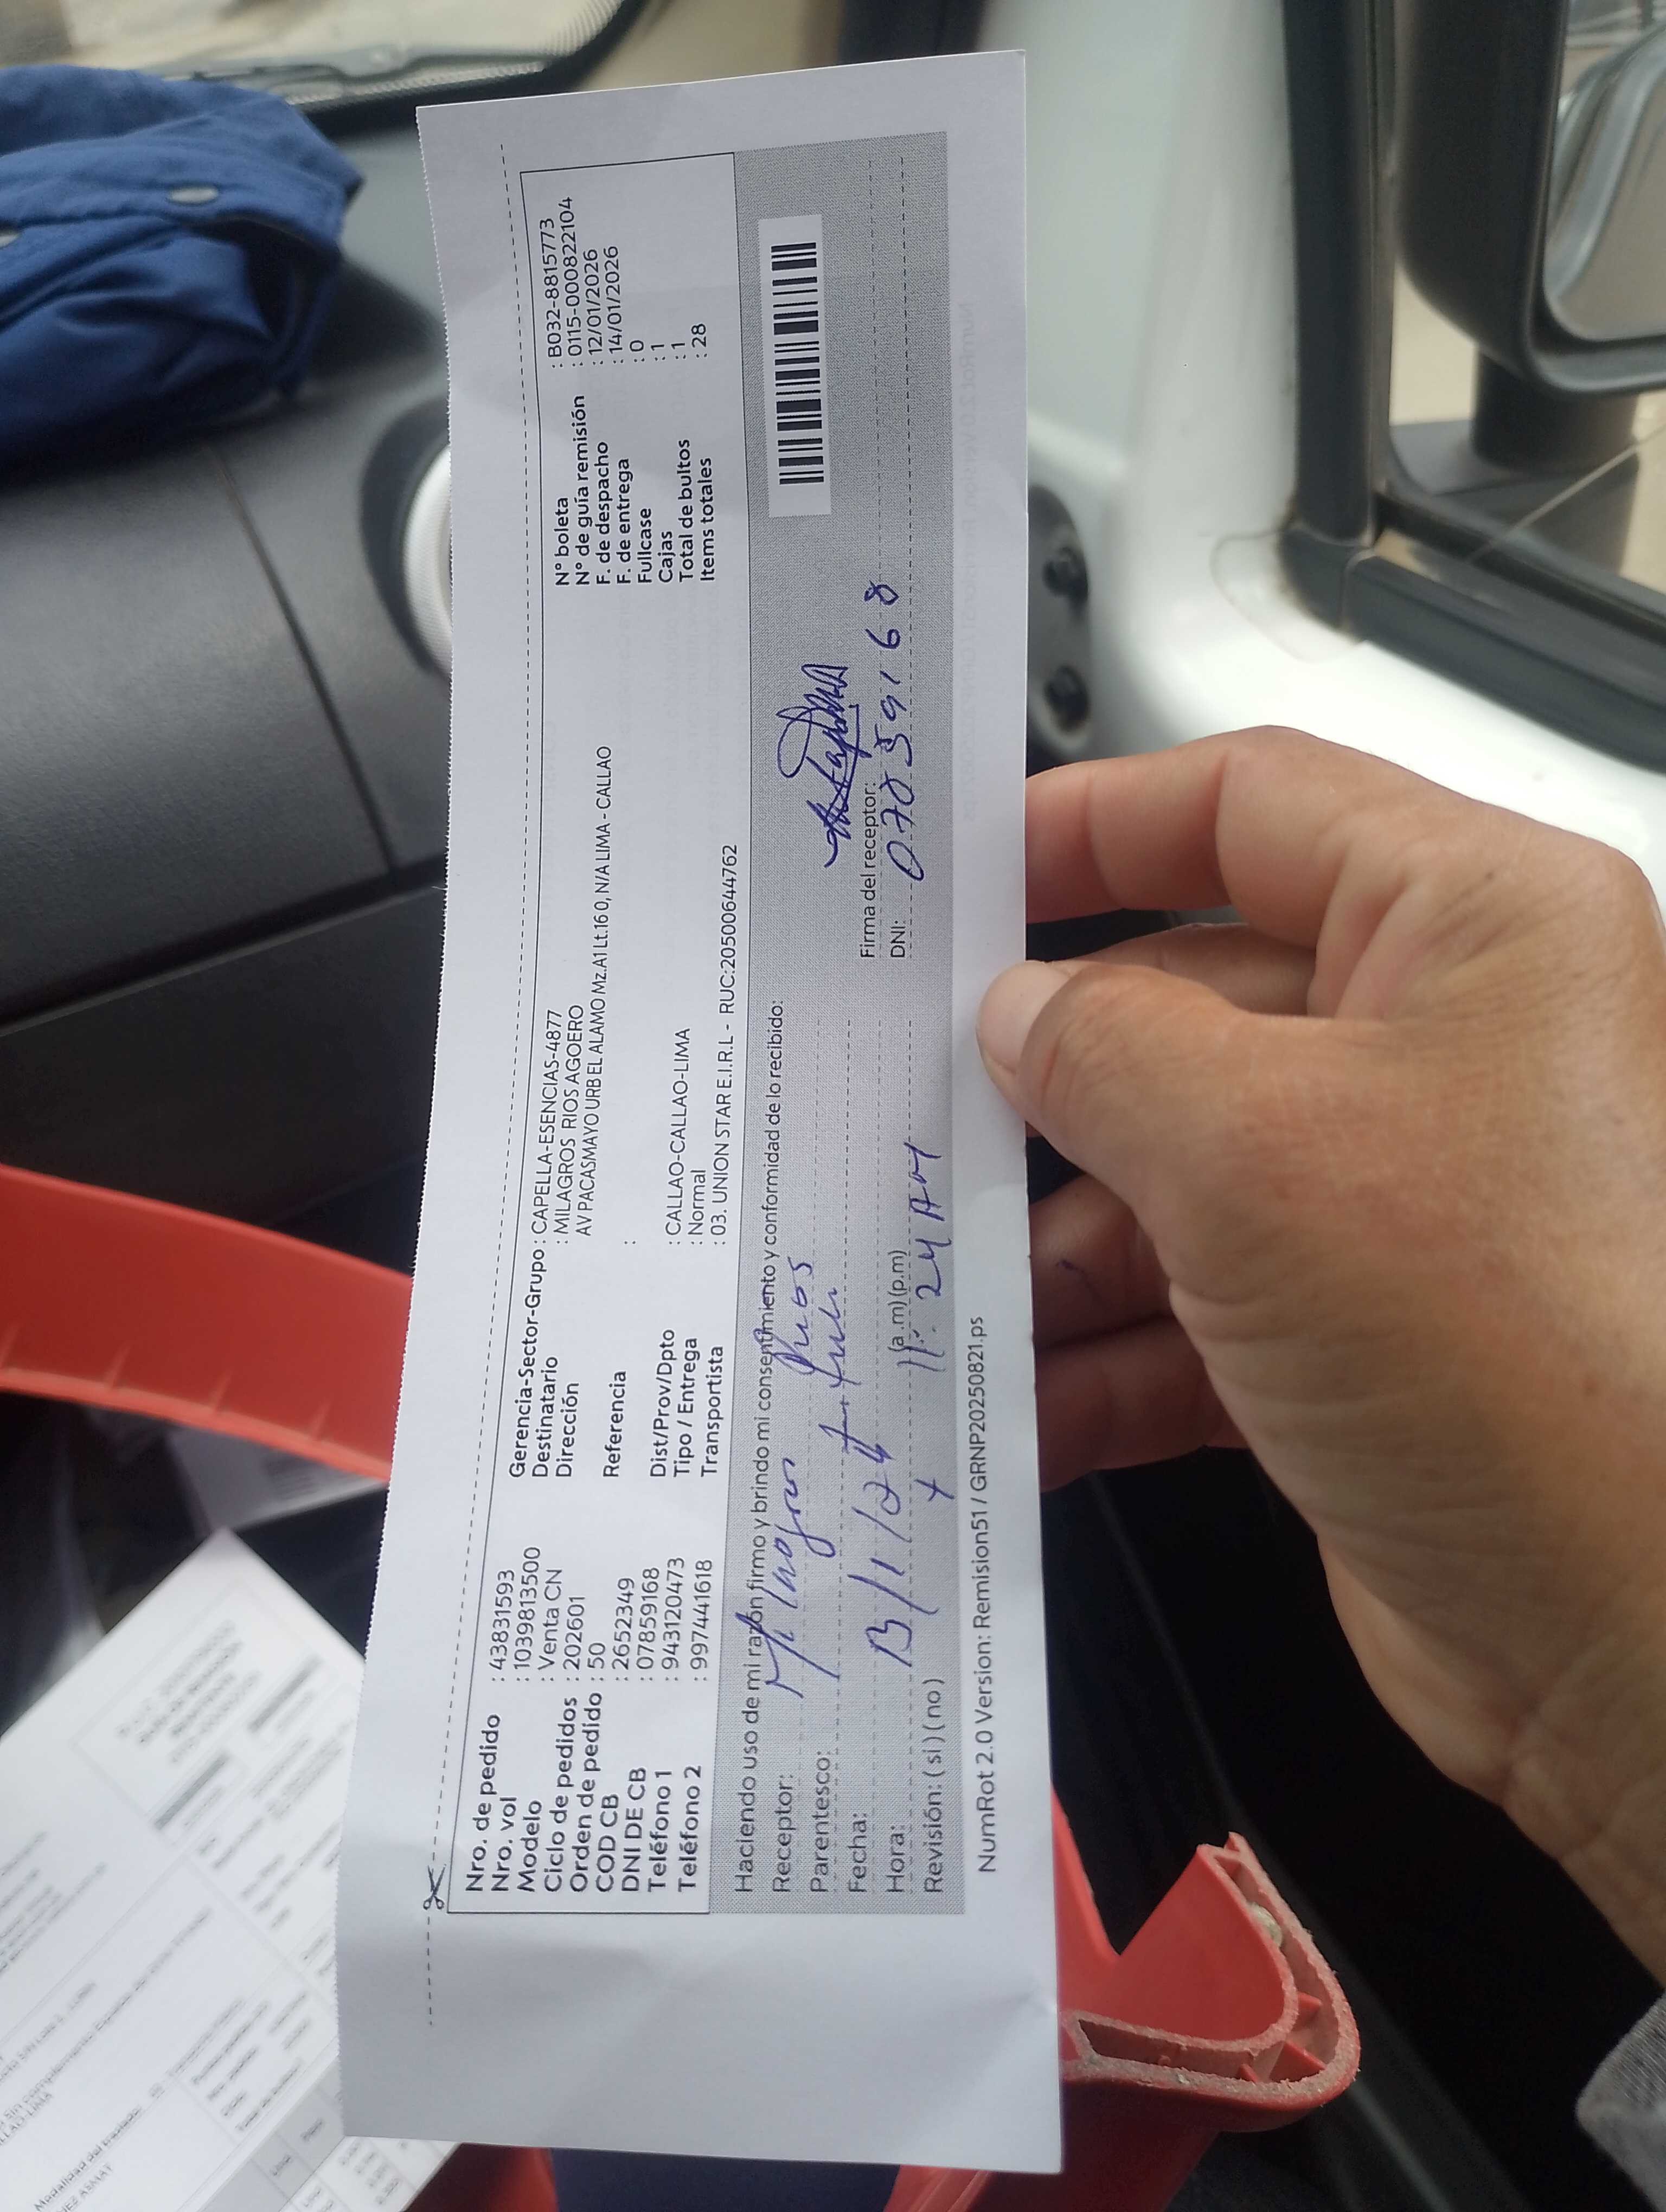 Nro. de pedido : 43831593
Nro. vol : 1039813500
Modelo : Venta CN
Ciclo de pedidos : 202601
Orden de pedido : 50
COD CB : 2652349
DNI DE CB : 07859168
Teléfono 1 : 943120473
Teléfono 2 : 997441618
Gerencia-Sector-Grupo : CAPELLA-ESENCIAS-4877
Destinatario : MILAGROS RIOS AGOERO
Dirección AV PACASMAYO URB EL ALAMO Mz.A1 Lt.16 0, N/A LIMA - CALLAO
Referencia :
Dist/Prov/Dpto : CALLAO-CALLAO-LIMA
Tipo / Entrega : Normal
Transportista : 03. UNION STAR E.I.R.L - RUC:20500644762
N° boleta : B032-8815773
N° de guía remisión : 0115-0000822104
F. de despacho : 12/01/2026
F. de entrega : 14/01/2026
Fullcase : 0
Cajas : 1
Total de bultos : 1
Items totales : 28
Haciendo uso de mi razón firmo y brindo mi consentimiento y conformidad de lo recibido:
Receptor: Milagros Rios
Parentesco:
Fecha: 13/1/26
Hora: (a.m)(p.m) 11:24 AM
Revisión: ( si ) ( no )
Firma del receptor:
DNI: 07859168
NumRot 2.0 Version: Remision51 / GRNP20250821.ps